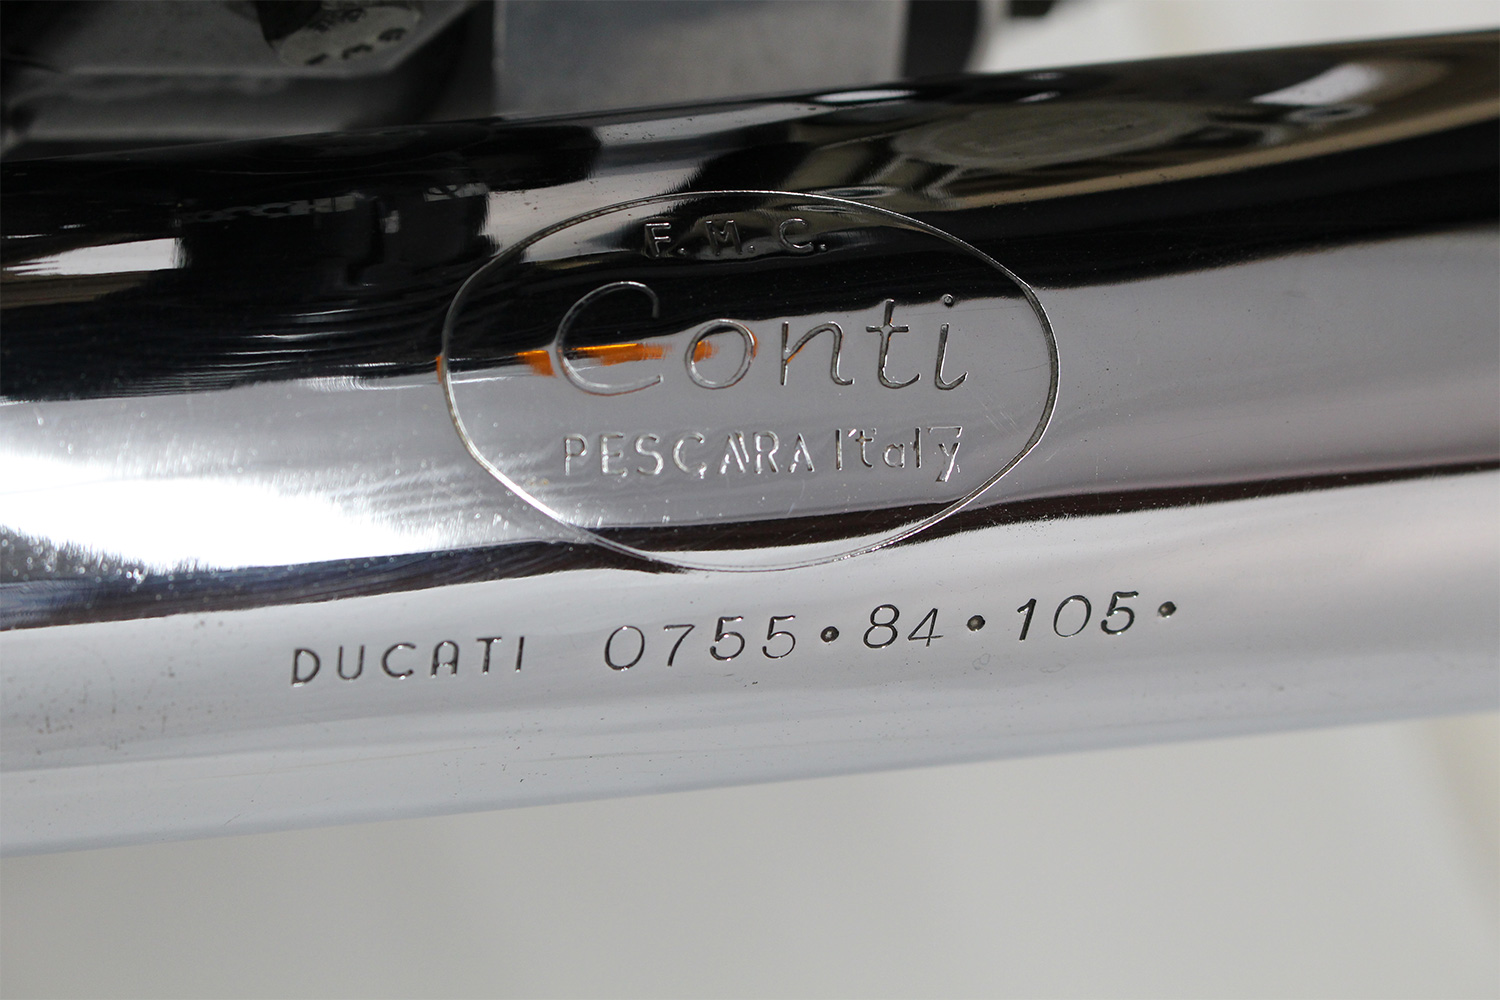 F. M. C.
Conti
PESCARA Italy
DUCATI 0755•84•105•